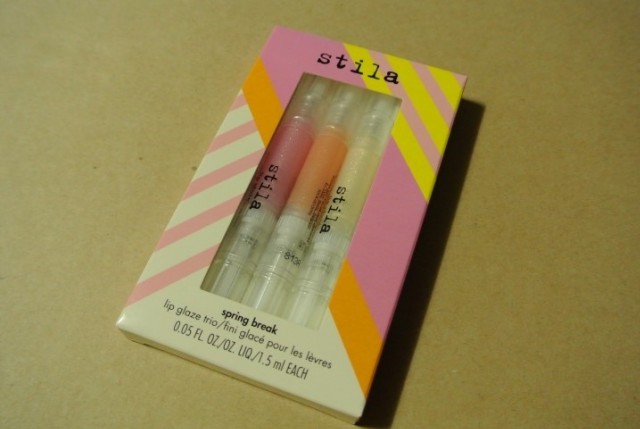 stila
stila
stila
spring break
lip glaze trio/fini glacé pour les lèvres
0.05 FL. OZ/OZ. LIQ./1.5 ml EACH